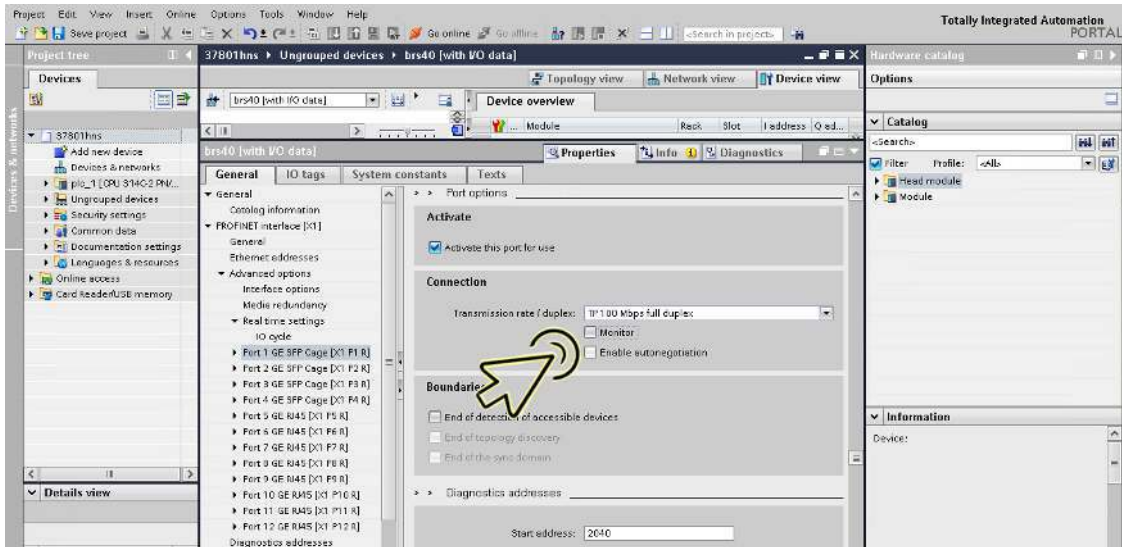 Project Edit View Insert Online Options Tools Window Help
Totally Integrated Automation
PORTAL
Save project
Go online
Go offline
<Search in project>
Project tree
37801hns ▸ Ungrouped devices ▸ brs40 [with I/O data]
Hardware catalog
Devices
Topology view
Network view
Device view
Options
brs40 [with I/O data]
Device overview
... Module Rack Slot I address Q ad...
Catalog
<Search>
Filter Profile: <All>
Head module
Module
Devices & networks
37801hns
Add new device
Devices & networks
plc_1 [CPU 314C-2 PN/...
Ungrouped devices
Security settings
Common data
Documentation settings
Languages & resources
Online access
Card Reader/USB memory
Details view
brs40 [with I/O data]
Properties
Info
Diagnostics
General IO tags System constants Texts
General
Catalog information
PROFINET interface [X1]
General
Ethernet addresses
Advanced options
Interface options
Media redundancy
Real time settings
IO cycle
Port 1 GE SFP Cage [X1 P1 R]
Port 2 GE SFP Cage [X1 P2 R]
Port 3 GE SFP Cage [X1 P3 R]
Port 4 GE SFP Cage [X1 P4 R]
Port 5 GE RJ45 [X1 P5 R]
Port 6 GE RJ45 [X1 P6 R]
Port 7 GE RJ45 [X1 P7 R]
Port 8 GE RJ45 [X1 P8 R]
Port 9 GE RJ45 [X1 P9 R]
Port 10 GE RJ45 [X1 P10 R]
Port 11 GE RJ45 [X1 P11 R]
Port 12 GE RJ45 [X1 P12 R]
Diagnostics addresses
> > Port options
Activate
Activate this port for use
Connection
Transmission rate / duplex: TP 100 Mbps full duplex
Monitor
Enable autonegotiation
Boundaries
End of detection of accessible devices
End of topology discovery
End of the sync domain
> > Diagnostics addresses
Start address: 2040
Information
Device: